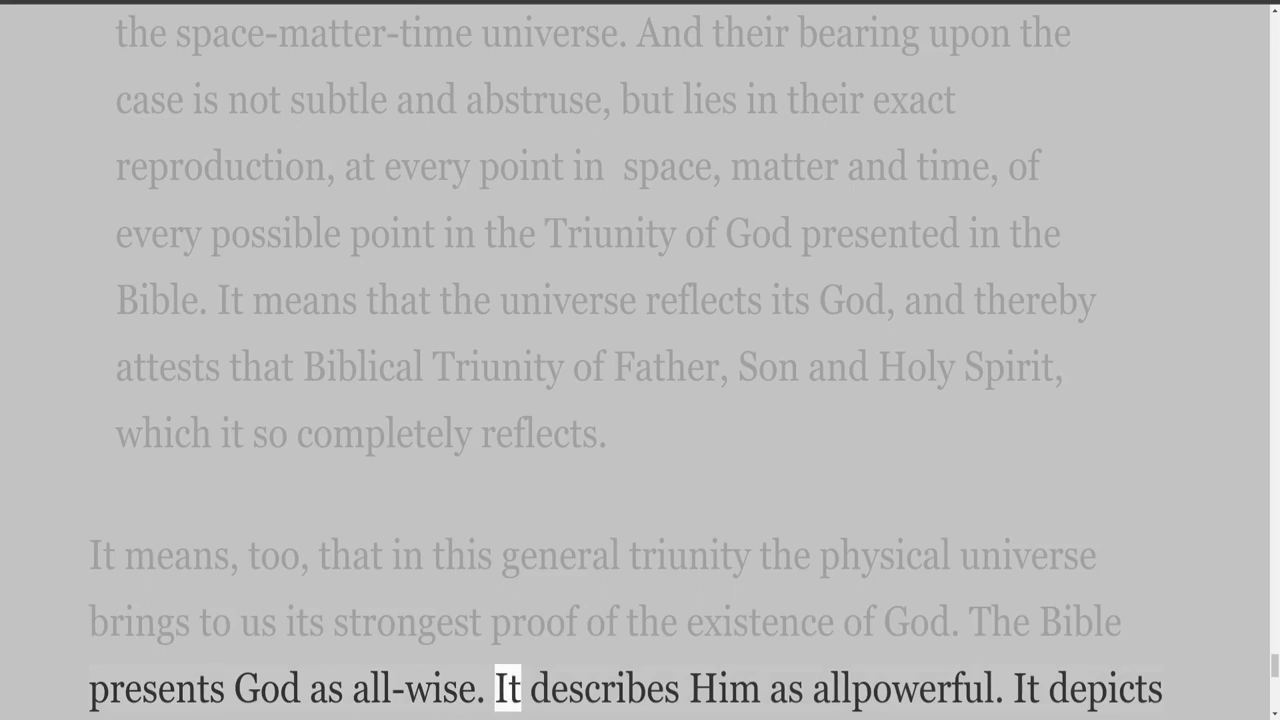 the space-matter-time universe. And their bearing upon the
case is not subtle and abstruse, but lies in their exact
reproduction, at every point in  space, matter and time, of
every possible point in the Triunity of God presented in the
Bible. It means that the universe reflects its God, and thereby
attests that Biblical Triunity of Father, Son and Holy Spirit,
which it so completely reflects.
It means, too, that in this general triunity the physical universe
brings to us its strongest proof of the existence of God. The Bible
presents God as all-wise. It describes Him as allpowerful. It depicts